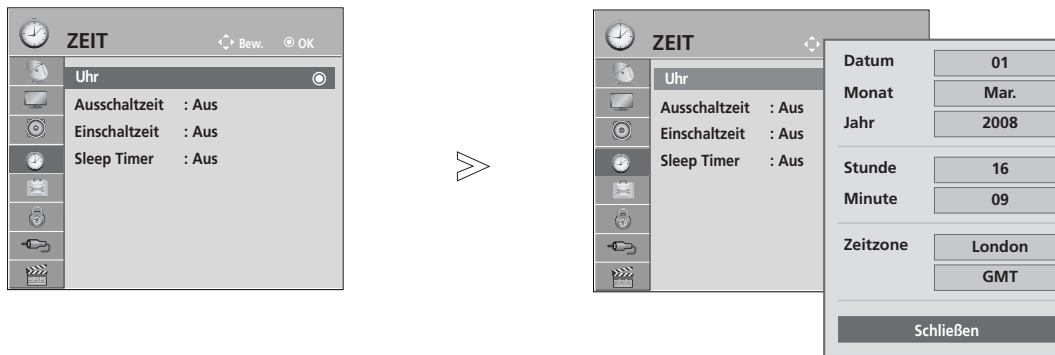 ZEIT Bew. OK
Uhr
Ausschaltzeit : Aus
Einschaltzeit : Aus
Sleep Timer : Aus
ZEIT
Uhr
Ausschaltzeit : Aus
Einschaltzeit : Aus
Sleep Timer : Aus
Datum 01
Monat Mar.
Jahr 2008
Stunde 16
Minute 09
Zeitzone London
GMT
Schließen